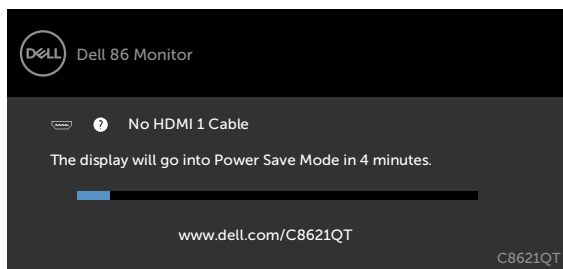 DELL Dell 86 Monitor
? No HDMI 1 Cable
The display will go into Power Save Mode in 4 minutes.
www.dell.com/C8621QT
C8621QT